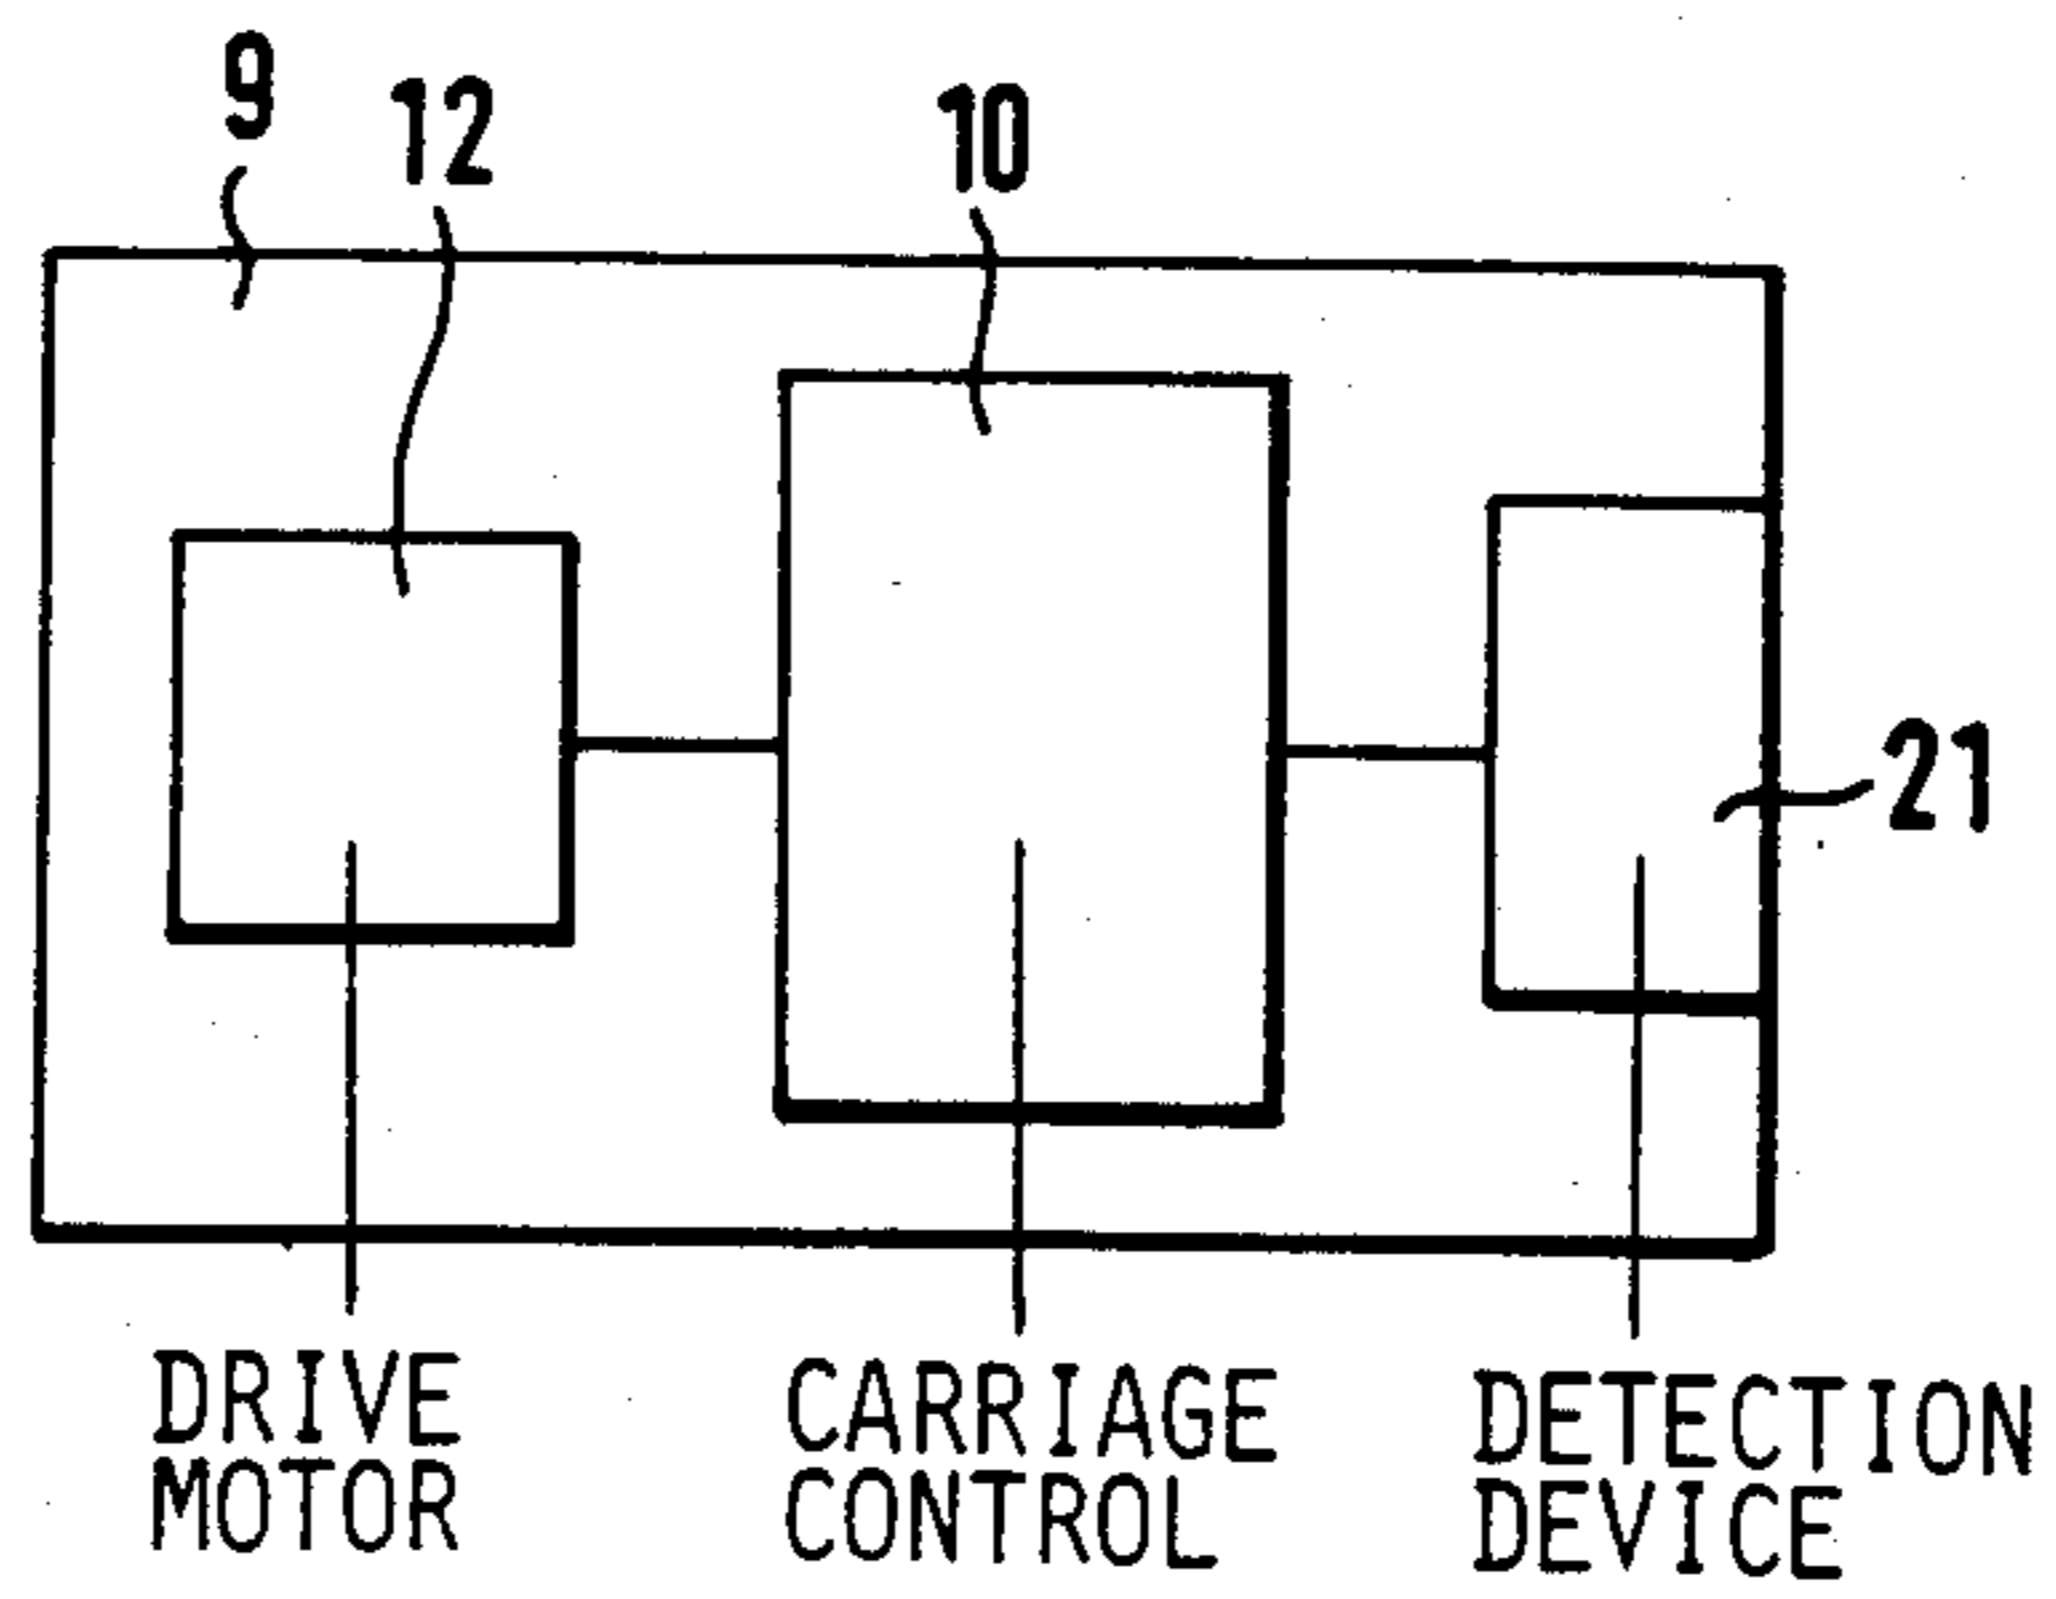 9
12
10
21
DRIVE
MOTOR
CARRIAGE
CONTROL
DETECTION
DEVICE